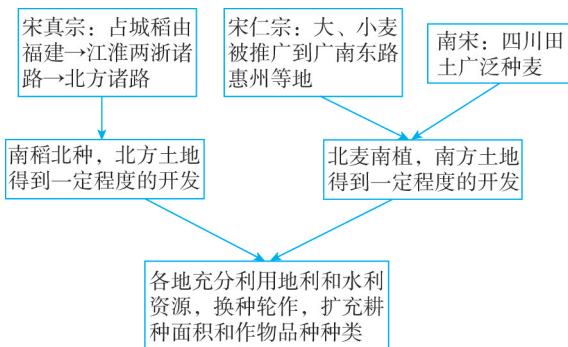 宋真宗：占城稻由
福建→江淮两浙诸
路→北方诸路
宋仁宗：大、小麦
被推广到广南东路
惠州等地
南宋：四川田
土广泛种麦
南稻北种，北方土地
得到一定程度的开发
北麦南植，南方土地
得到一定程度的开发
各地充分利用地利和水利
资源，换种轮作，扩充耕
种面积和作物品种种类